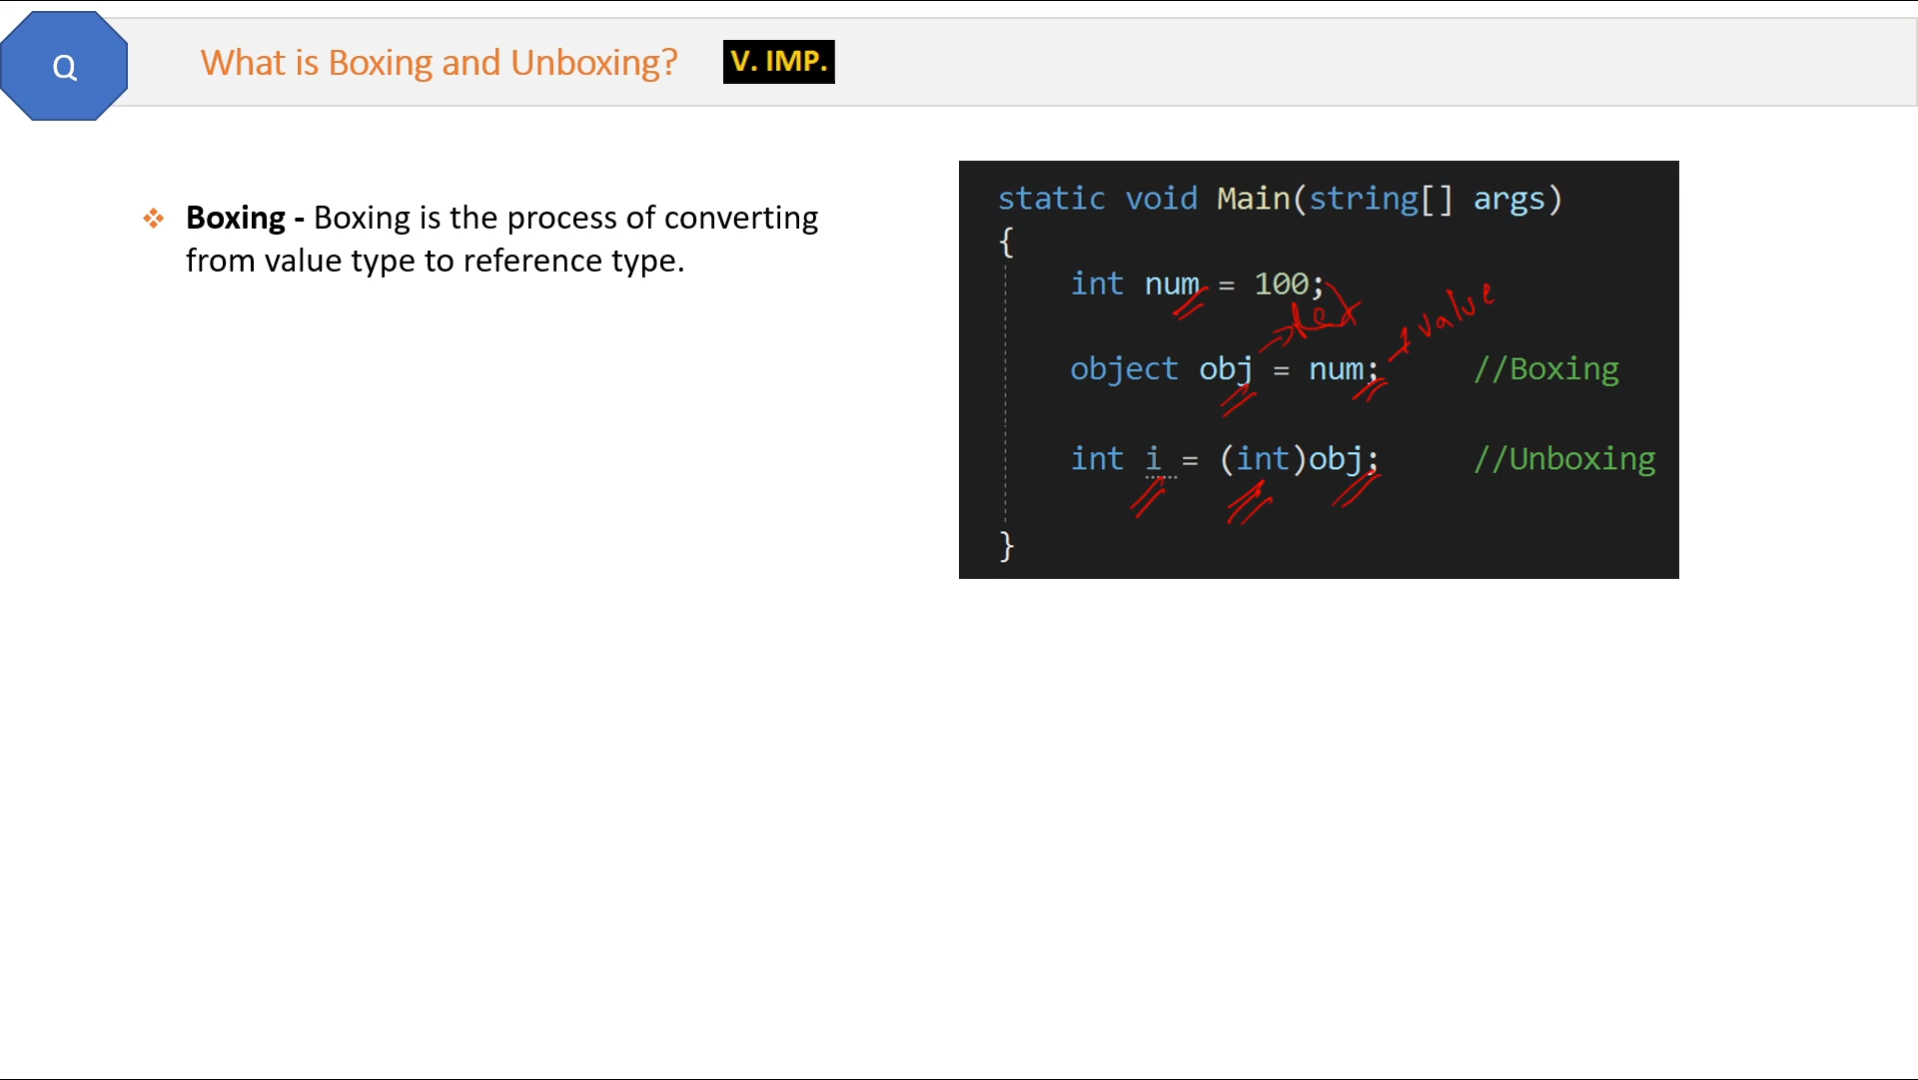 Q
What is Boxing and Unboxing?
V. IMP.
Boxing - Boxing is the process of converting
from value type to reference type.
static void Main(string[] args)
{
int num = 100;
object obj = num; //Boxing
value
int i = (int)obj; //Unboxing
}